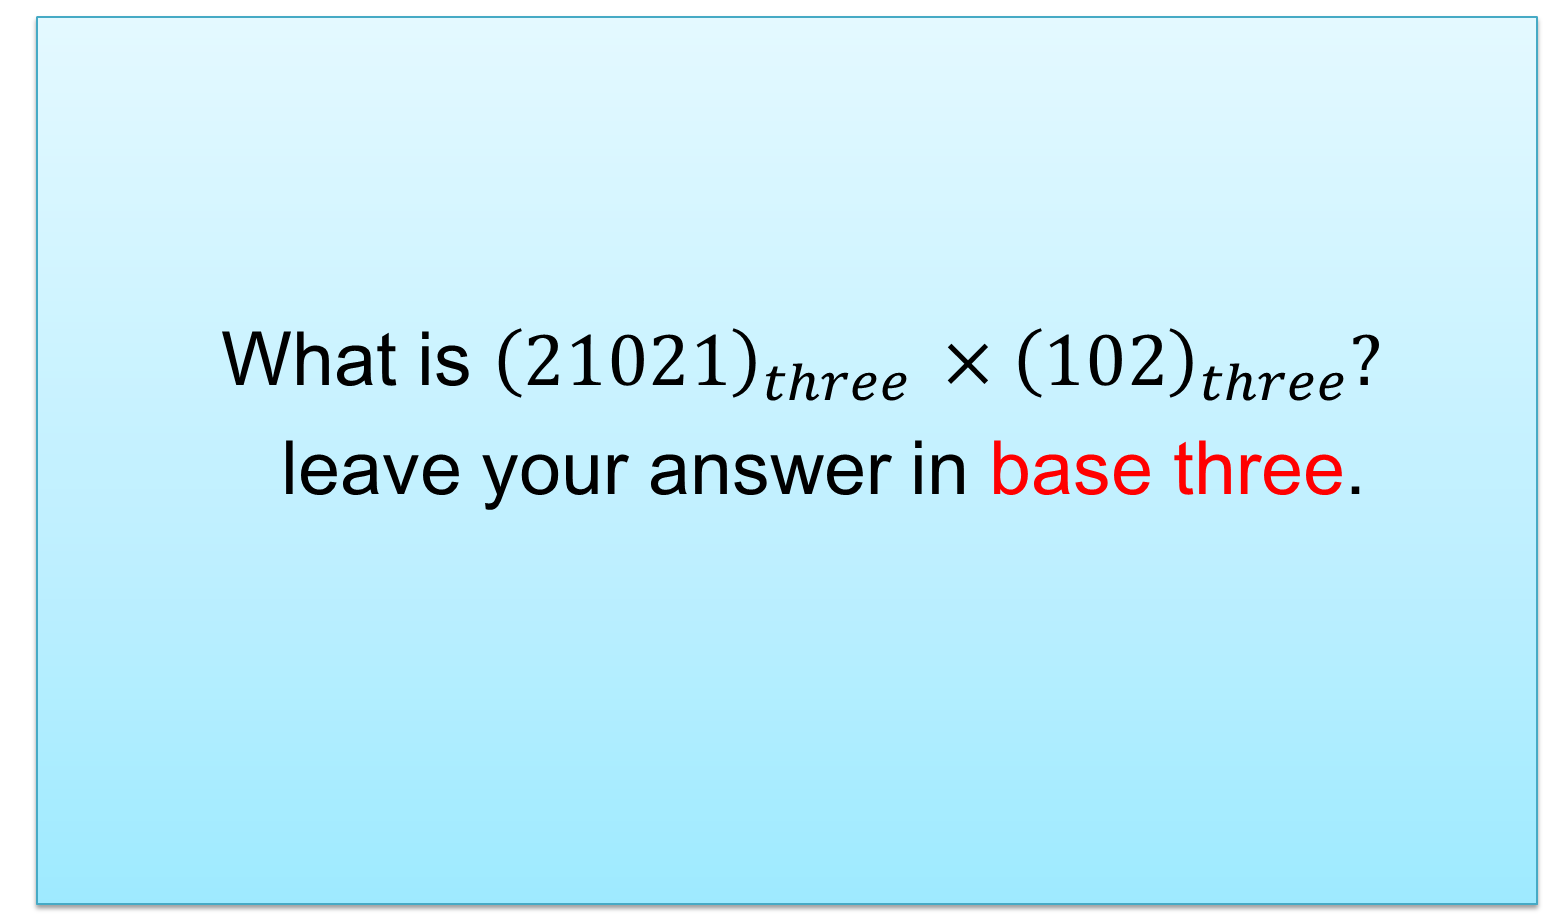 What is (21021)_{three} × (102)_{three}?
leave your answer in base three.